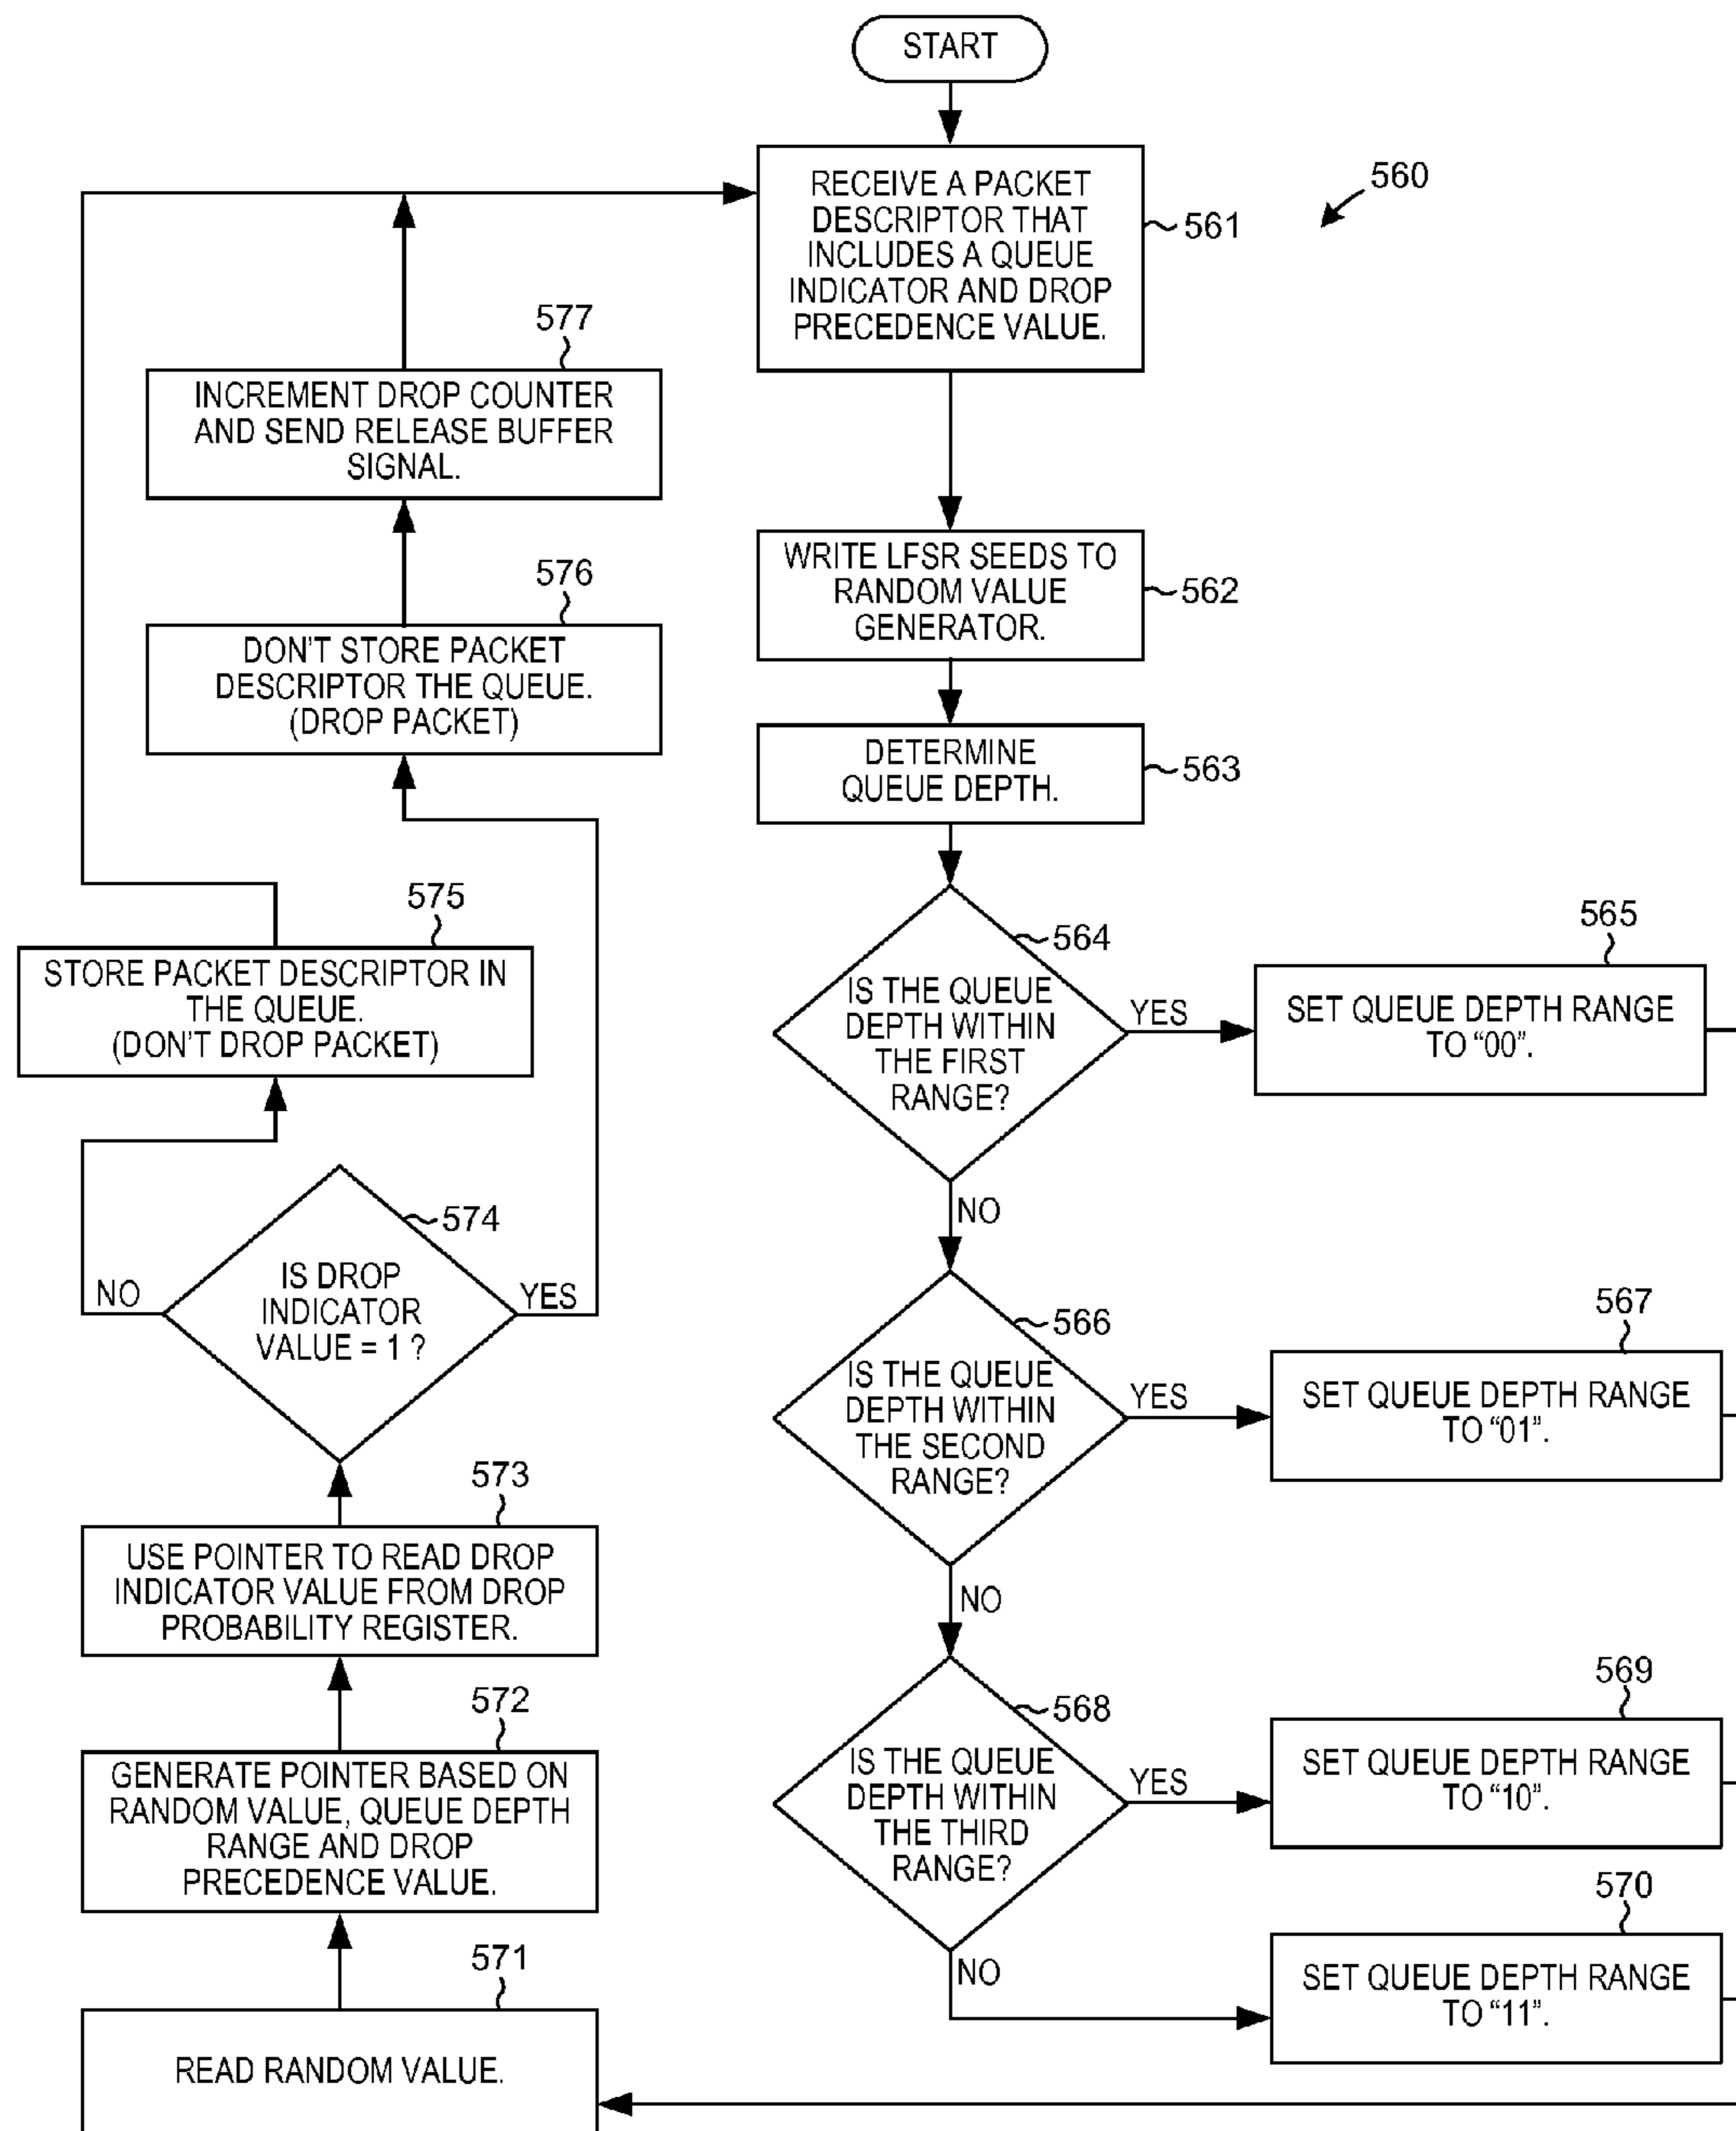 START
RECEIVE A PACKET
DESCRIPTOR THAT
INCLUDES A QUEUE
INDICATOR AND DROP
PRECEDENCE VALUE.
561
560
WRITE LFSR SEEDS TO
RANDOM VALUE
GENERATOR.
562
DETERMINE
QUEUE DEPTH.
563
564
IS THE QUEUE
DEPTH WITHIN
THE FIRST
RANGE?
YES
NO
565
SET QUEUE DEPTH RANGE
TO “00”.
566
IS THE QUEUE
DEPTH WITHIN
THE SECOND
RANGE?
YES
NO
567
SET QUEUE DEPTH RANGE
TO “01”.
568
IS THE QUEUE
DEPTH WITHIN
THE THIRD
RANGE?
YES
NO
569
SET QUEUE DEPTH RANGE
TO “10”.
570
SET QUEUE DEPTH RANGE
TO “11”.
571
READ RANDOM VALUE.
572
GENERATE POINTER BASED ON
RANDOM VALUE, QUEUE DEPTH
RANGE AND DROP
PRECEDENCE VALUE.
573
USE POINTER TO READ DROP
INDICATOR VALUE FROM DROP
PROBABILITY REGISTER.
574
IS DROP
INDICATOR
VALUE = 1 ?
NO
YES
575
STORE PACKET DESCRIPTOR IN
THE QUEUE.
(DON'T DROP PACKET)
576
DON'T STORE PACKET
DESCRIPTOR THE QUEUE.
(DROP PACKET)
577
INCREMENT DROP COUNTER
AND SEND RELEASE BUFFER
SIGNAL.